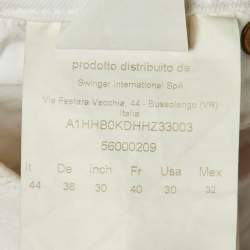 prodotto distribuito da
Swinger International SpA
Via Festara Vecchia, 44 - Bussolengo (VR)
Italia
A1HHB0KDHHZ33003
56000209
It De Inch Fr Usa Mex
44 38 30 40 30 32